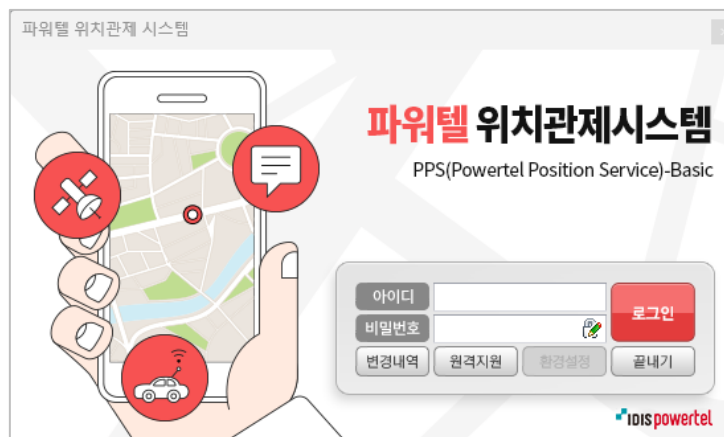 파워텔 위치관제 시스템
파워텔 위치관제시스템
PPS(Powertel Position Service)-Basic
아이디
로그인
비밀번호
변경내역 원격지원 환경설정 끝내기
IDIS powertel